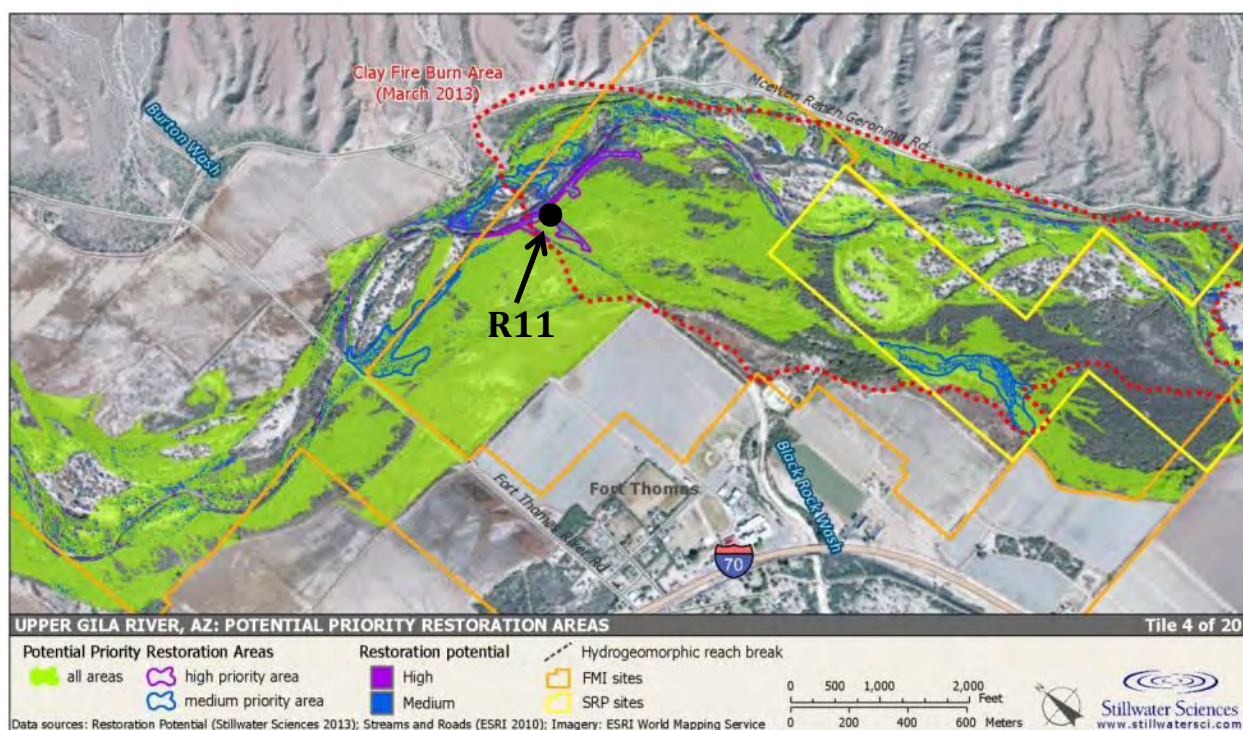 Clay Fire Burn Area
(March 2013)
Burton Wash
Mcewen Ranch Geronimo Rd
R11
Fort Thomas
Black Rock Wash
Fort Thomas River Rd
70
UPPER GILA RIVER, AZ: POTENTIAL PRIORITY RESTORATION AREAS
Tile 4 of 20
Potential Priority Restoration Areas
all areas
high priority area
medium priority area
Restoration potential
High
Medium
Hydrogeomorphic reach break
FMI sites
SRP sites
0 500 1,000 2,000
Feet
0 200 400 600 Meters
N
Stillwater Sciences
www.stillwatersci.com
Data sources: Restoration Potential (Stillwater Sciences 2013); Streams and Roads (ESRI 2010); Imagery: ESRI World Mapping Service